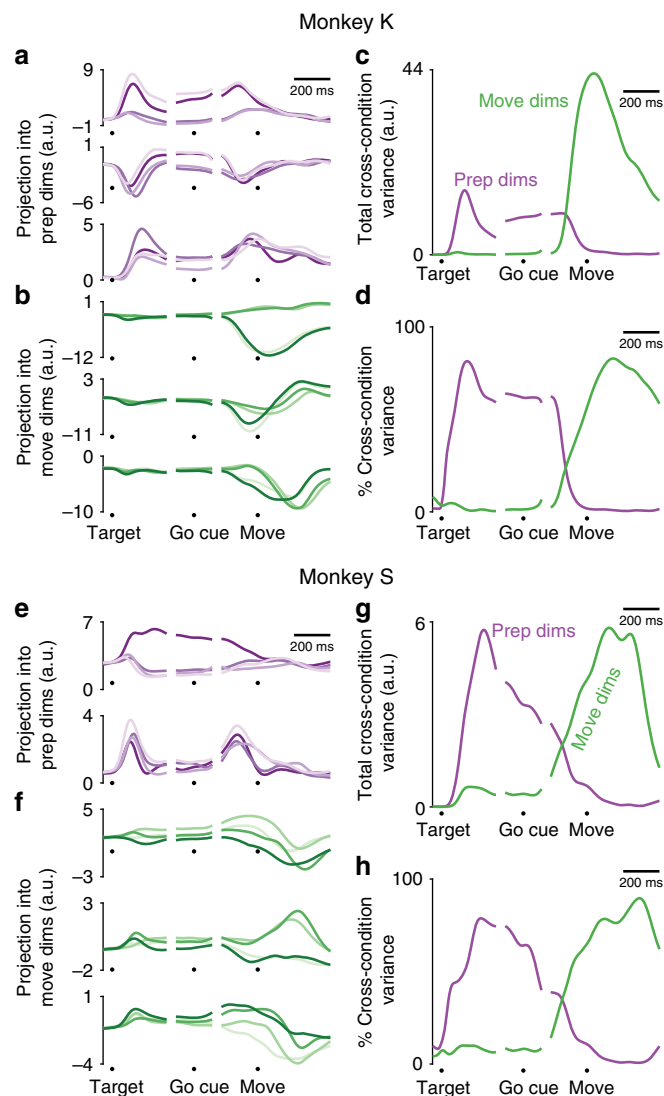 Monkey K
a
9
−1
1
−6
5
0
200 ms
Projection into
prep dims (a.u.)
b
1
−12
3
−11
0
−10
Projection into
move dims (a.u.)
Target
Go cue
Move
c
44
0
200 ms
Move dims
Prep dims
Total cross-condition
variance (a.u.)
Target
Go cue
Move
d
100
0
200 ms
% Cross-condition
variance
Target
Go cue
Move
Monkey S
e
7
0
4
0
200 ms
Projection into
prep dims (a.u.)
f
5
−3
3
−2
1
−4
Projection into
move dims (a.u.)
Target
Go cue
Move
g
6
0
200 ms
Prep dims
Move dims
Total cross-condition
variance (a.u.)
Target
Go cue
Move
h
100
0
200 ms
% Cross-condition
variance
Target
Go cue
Move